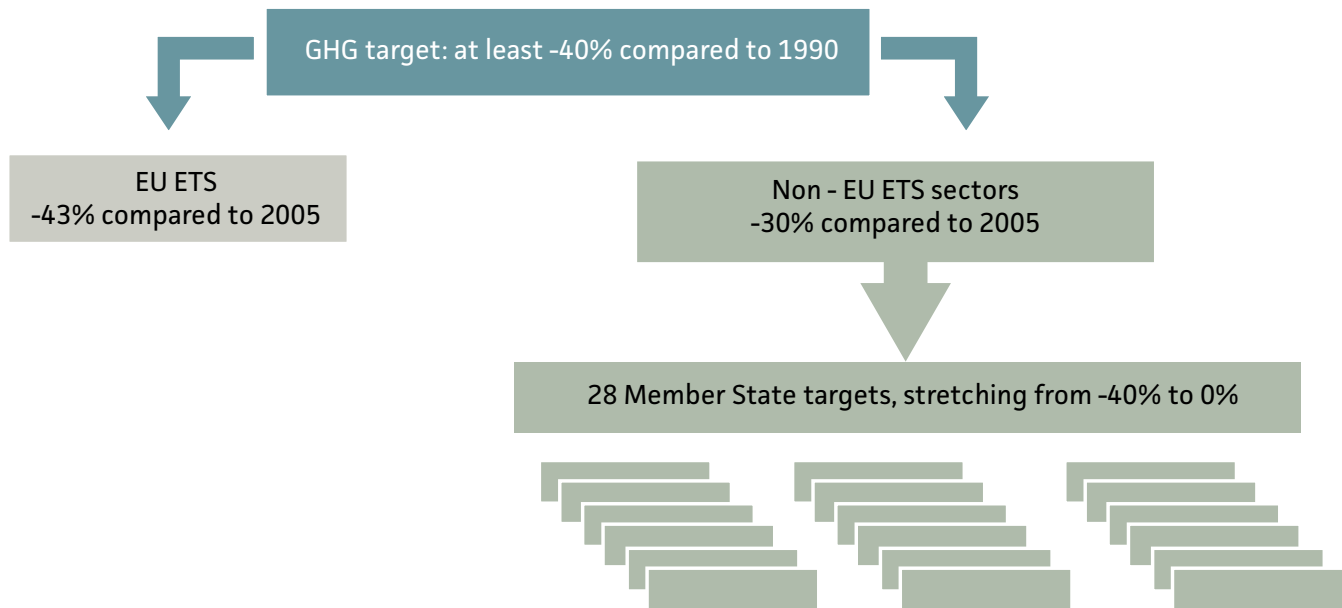 GHG target: at least -40% compared to 1990
EU ETS
-43% compared to 2005
Non - EU ETS sectors
-30% compared to 2005
28 Member State targets, stretching from -40% to 0%